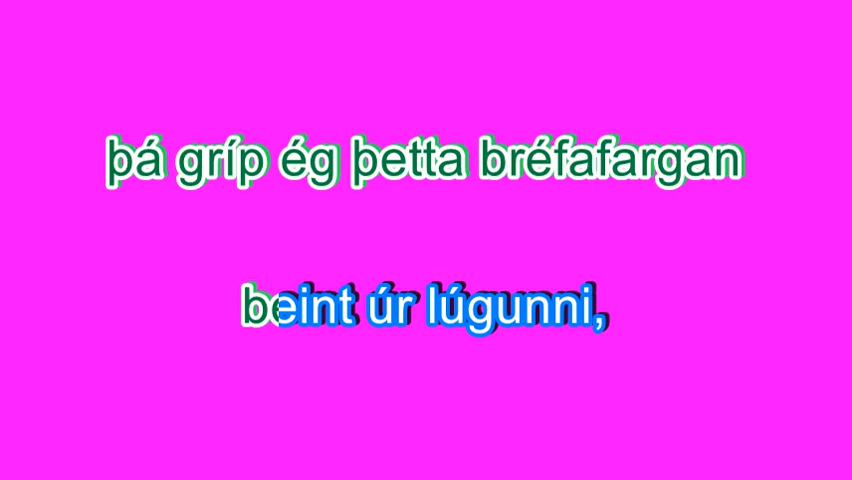 þá gríp ég þetta bréfafargan
beint úr lúgunni,